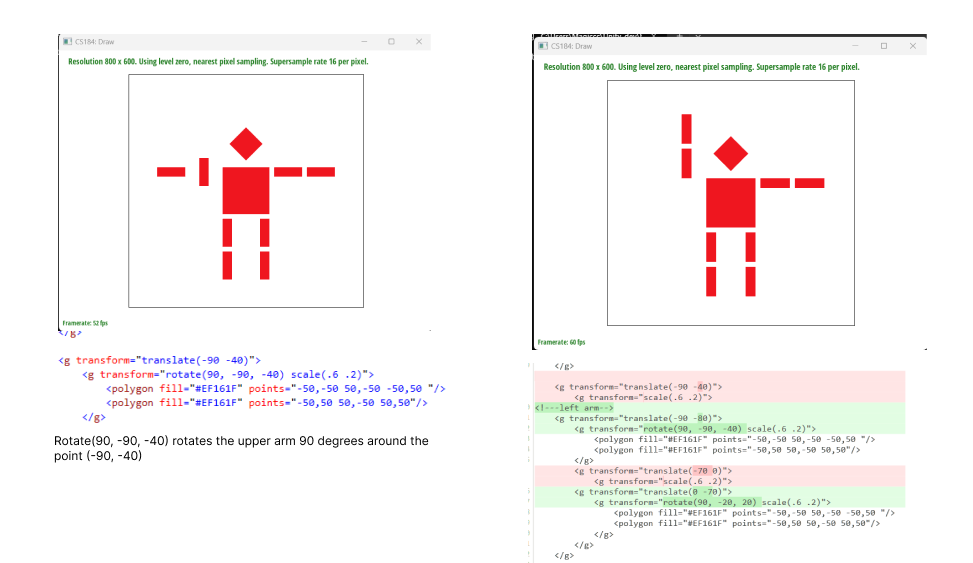 CS184: Draw
Resolution 800 x 600. Using level zero, nearest pixel sampling. Supersample rate 16 per pixel.
Framerate: 52 fps
</g>
<g transform="translate(-90 -40)">
<g transform="rotate(90, -90, -40) scale(.6 .2)">
<polygon fill="#EF161F" points="-50,-50 50,-50 -50,50 "/>
<polygon fill="#EF161F" points="-50,50 50,-50 50,50"/>
</g>
Rotate(90, -90, -40) rotates the upper arm 90 degrees around the
point (-90, -40)
CS184: Draw
Resolution 800 x 600. Using level zero, nearest pixel sampling. Supersample rate 16 per pixel.
Framerate: 60 fps
</g>
<g transform="translate(-90 -40)">
<g transform="scale(.6 .2)">
<!---left arm-->
<g transform="translate(-90 -80)">
<g transform="rotate(90, -90, -40) scale(.6 .2)">
<polygon fill="#EF161F" points="-50,-50 50,-50 -50,50 "/>
<polygon fill="#EF161F" points="-50,50 50,-50 50,50"/>
</g>
<g transform="translate(-70 0)">
<g transform="scale(.6 .2)">
<g transform="translate(0 -70)">
<g transform="rotate(90, -20, 20) scale(.6 .2)">
<polygon fill="#EF161F" points="-50,-50 50,-50 -50,50 "/>
<polygon fill="#EF161F" points="-50,50 50,-50 50,50"/>
</g>
</g>
</g>